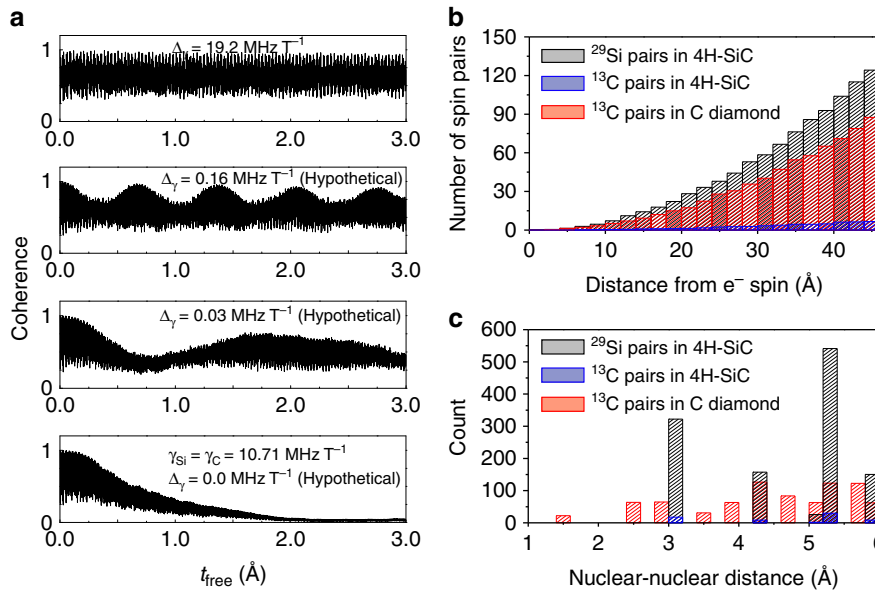 a
Coherence
Δγ = 19.2 MHz T⁻¹
1
0
0.0 1.0 2.0 3.0
Δγ = 0.16 MHz T⁻¹ (Hypothetical)
1
0
0.0 1.0 2.0 3.0
Δγ = 0.03 MHz T⁻¹ (Hypothetical)
1
0
0.0 1.0 2.0 3.0
γSi = γC = 10.71 MHz T⁻¹
Δγ = 0.0 MHz T⁻¹ (Hypothetical)
1
0
0.0 1.0 2.0 3.0
tfree (Å)
b
Number of spin pairs
150
120
90
60
30
0
²⁹Si pairs in 4H-SiC
¹³C pairs in 4H-SiC
¹³C pairs in C diamond
0 10 20 30 40
Distance from e⁻ spin (Å)
c
Count
600
500
400
300
200
100
0
²⁹Si pairs in 4H-SiC
¹³C pairs in 4H-SiC
¹³C pairs in C diamond
1 2 3 4 5 6
Nuclear-nuclear distance (Å)